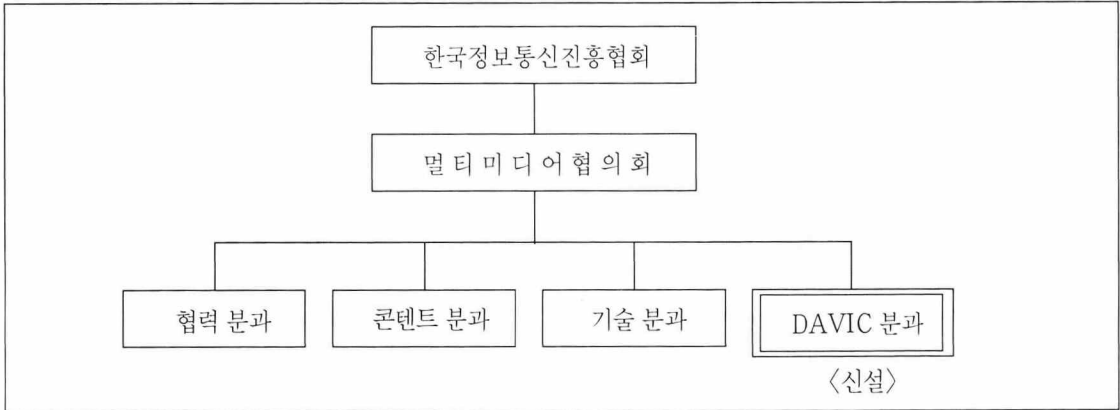 한국정보통신진흥협회
멀티미디어협의회
협력 분과
콘텐트 분과
기술 분과
DAVIC 분과
〈신설〉